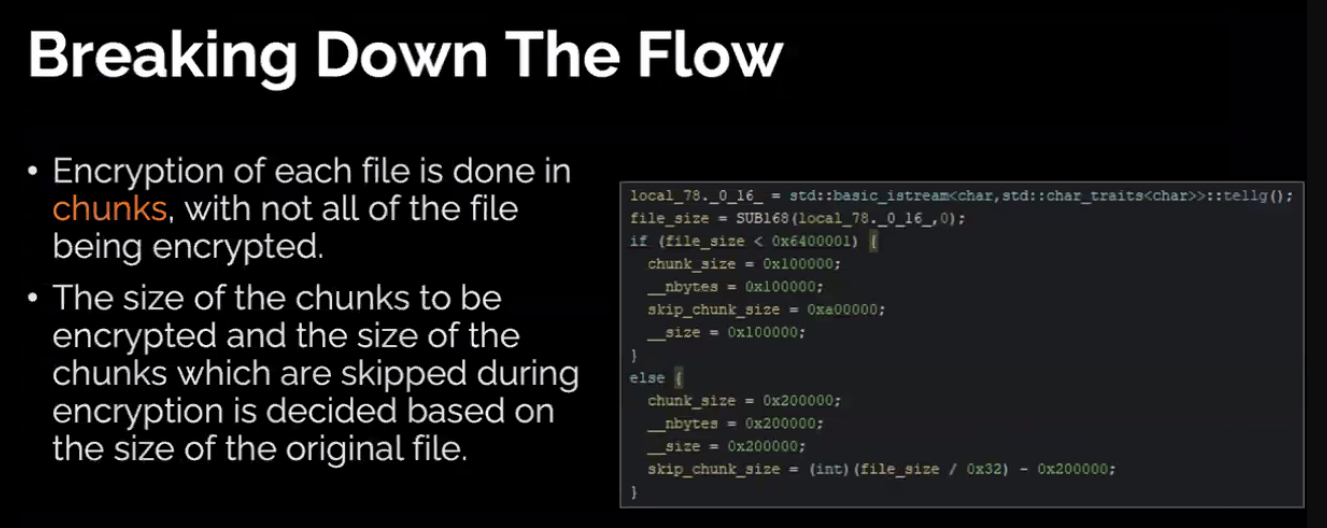 Breaking Down The Flow
• Encryption of each file is done in
chunks, with not all of the file
being encrypted.
• The size of the chunks to be
encrypted and the size of the
chunks which are skipped during
encryption is decided based on
the size of the original file.
local_78._0_16_ = std::basic_istream<char,std::char_traits<char>>::tellg();
file_size = SUB168(local_78._0_16_,0);
if (file_size < 0x6400001) {
chunk_size = 0x100000;
__nbytes = 0x100000;
skip_chunk_size = 0xa00000;
__size = 0x100000;
}
else {
chunk_size = 0x200000;
__nbytes = 0x200000;
__size = 0x200000;
skip_chunk_size = (int)(file_size / 0x32) - 0x200000;
}